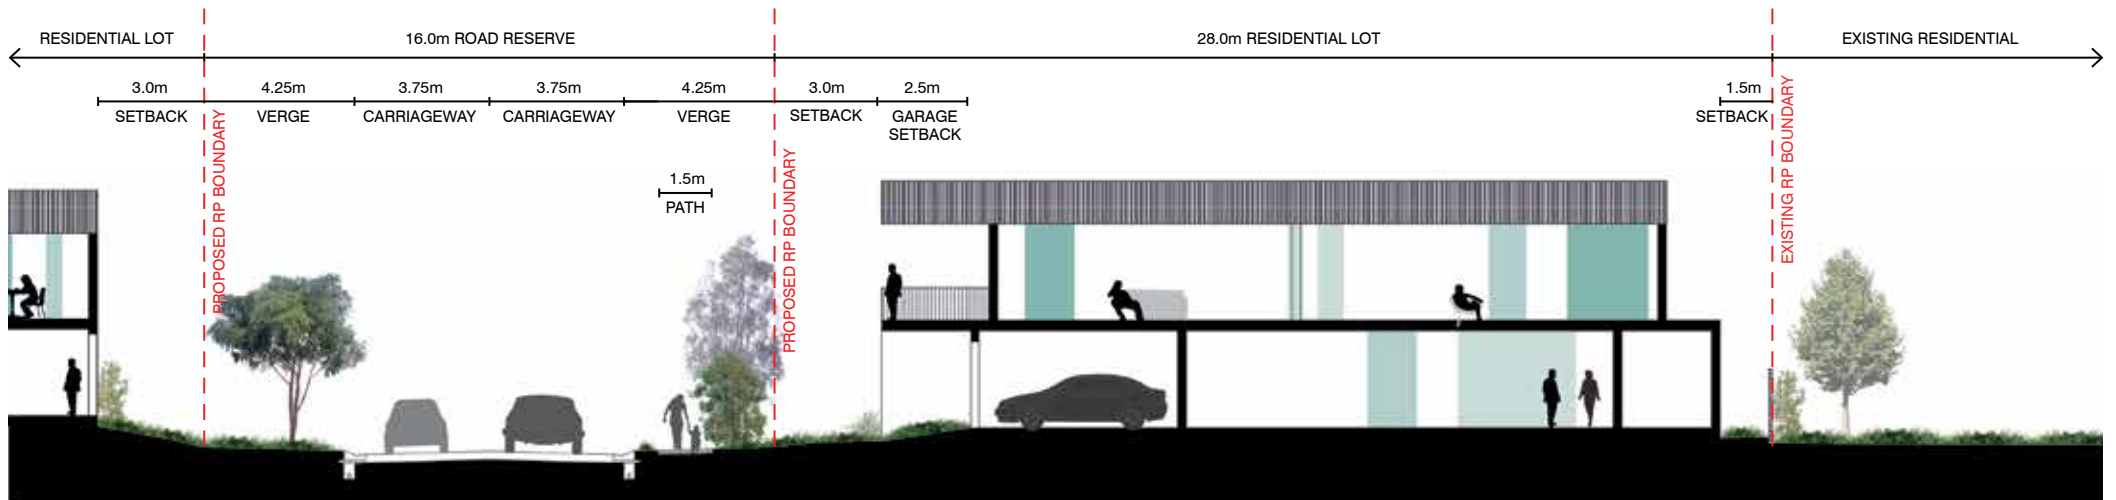 RESIDENTIAL LOT
16.0m ROAD RESERVE
28.0m RESIDENTIAL LOT
EXISTING RESIDENTIAL
3.0m
SETBACK
4.25m
VERGE
3.75m
CARRIAGEWAY
3.75m
CARRIAGEWAY
4.25m
VERGE
3.0m
SETBACK
2.5m
GARAGE
SETBACK
1.5m
SETBACK
1.5m
PATH
PROPOSED RP BOUNDARY
PROPOSED RP BOUNDARY
EXISTING RP BOUNDARY